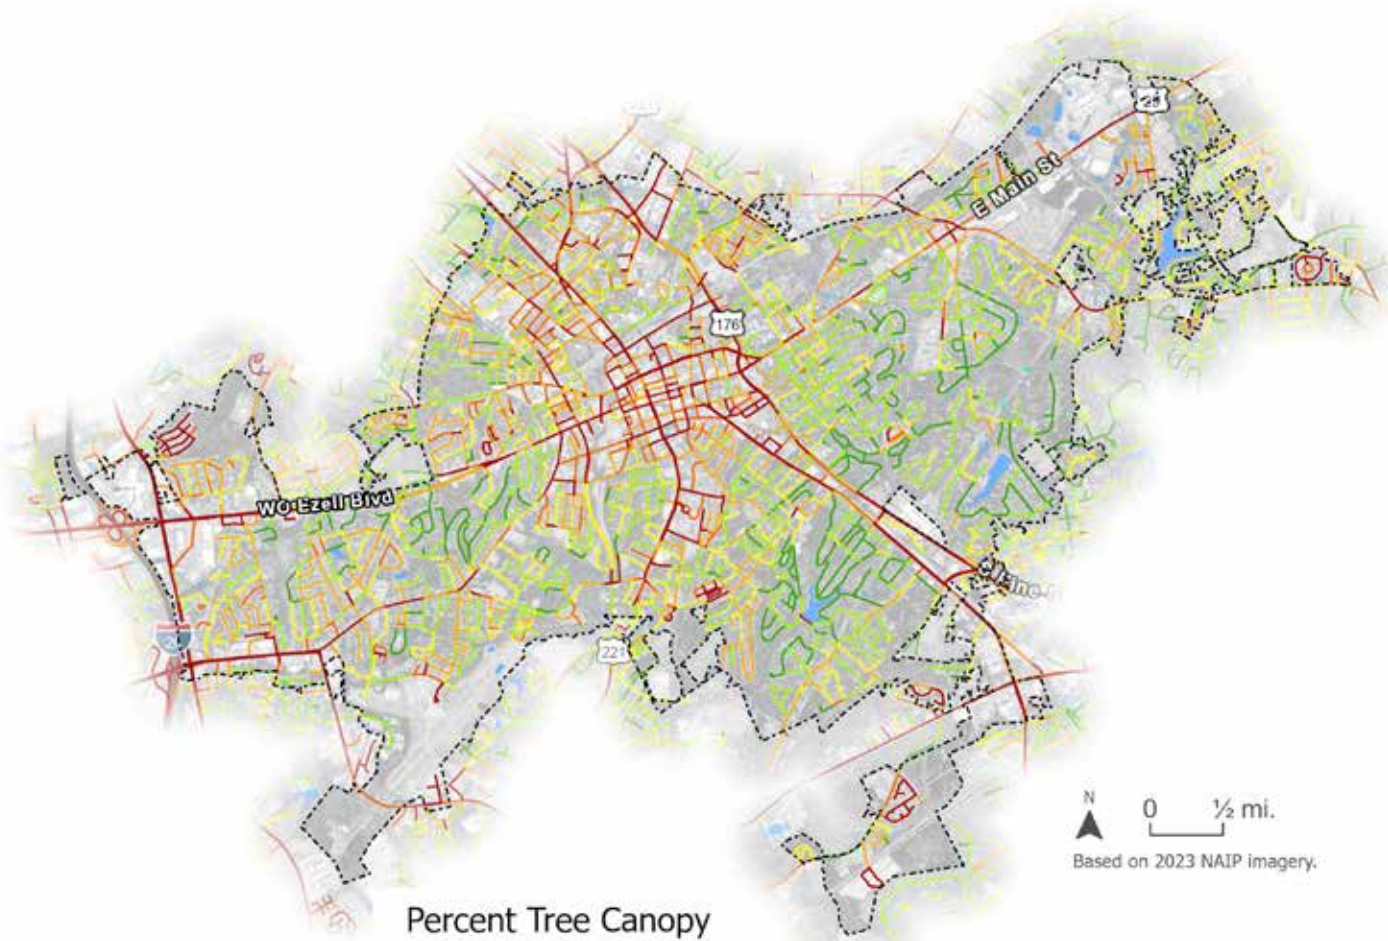 29
E Main St
176
WO Ezell Blvd
221
N
0 ½ mi.
Based on 2023 NAIP imagery.
Percent Tree Canopy